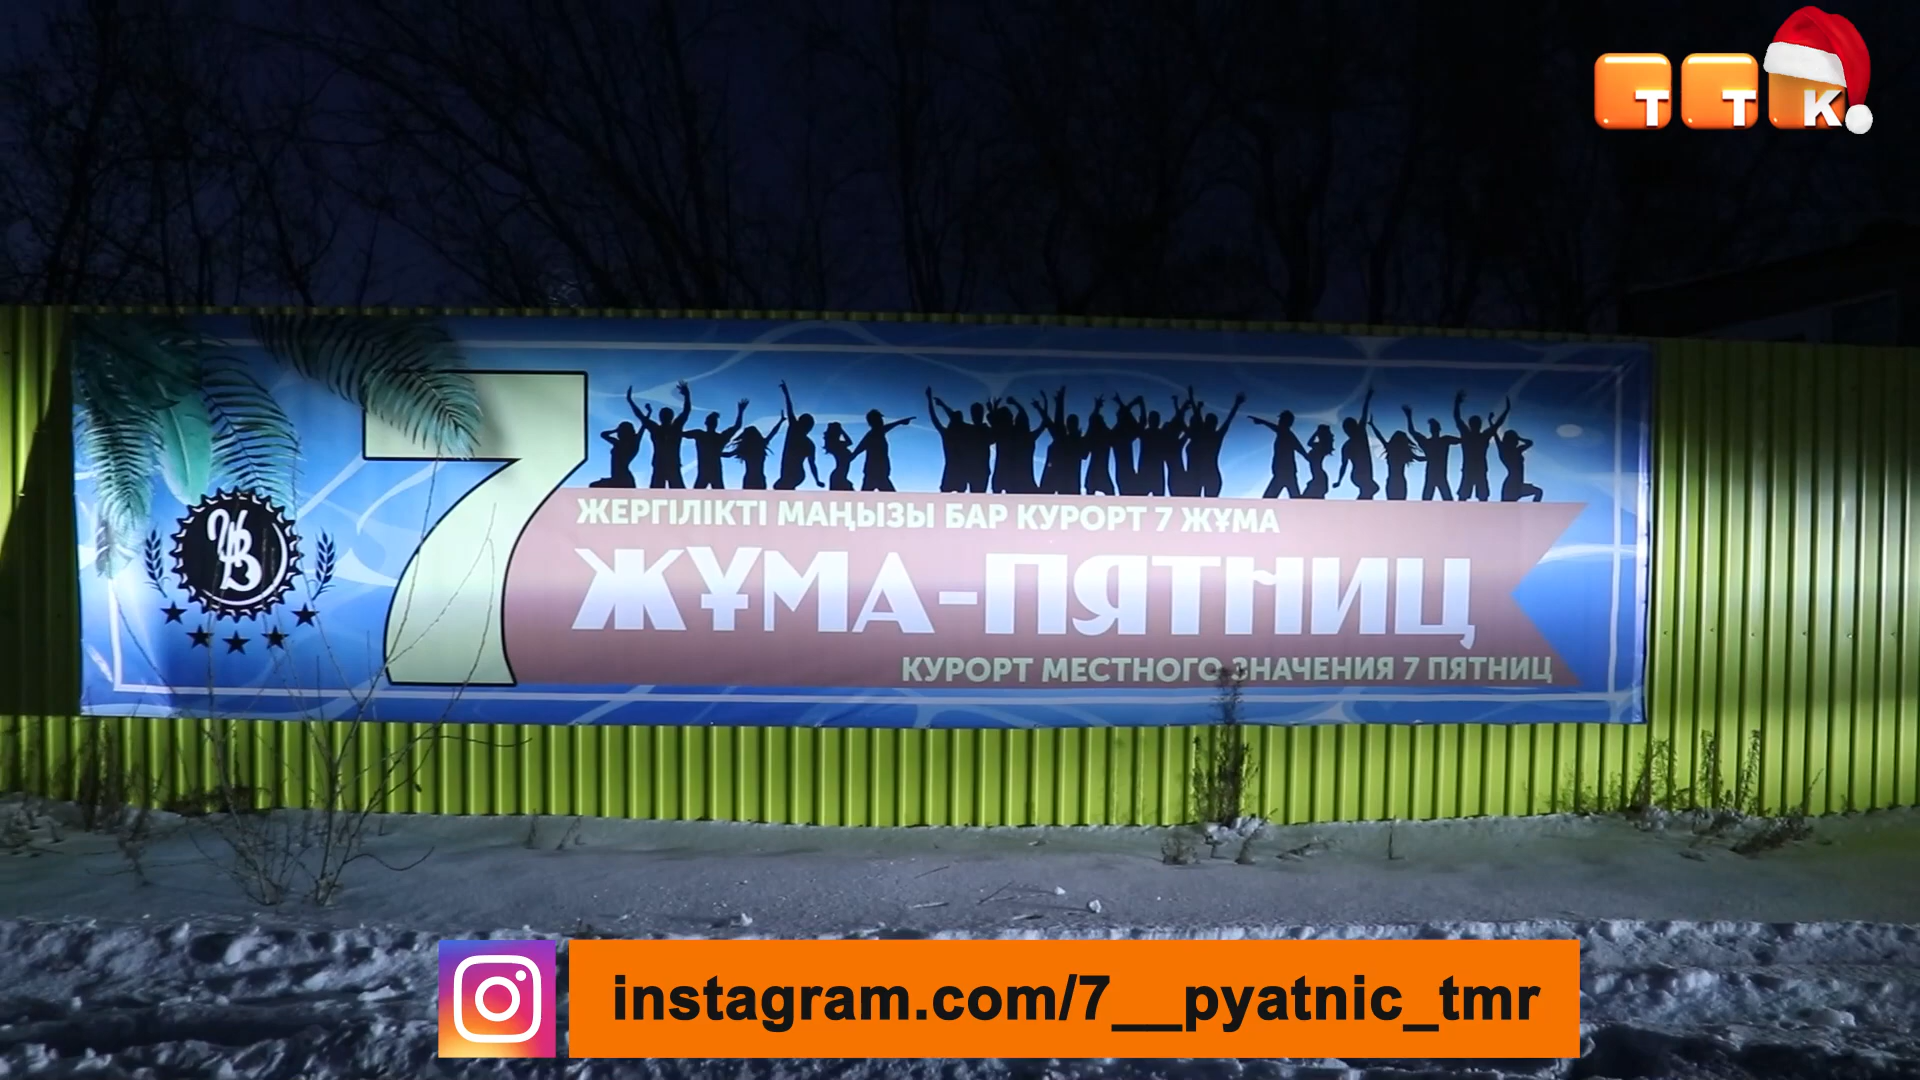 ТТК
7
ЖЕРГІЛІКТІ МАҢЫЗЫ БАР КУРОРТ 7 ЖҰМА
ЖҰМА-ПЯТНИЦ
КУРОРТ МЕСТНОГО ЗНАЧЕНИЯ 7 ПЯТНИЦ
instagram.com/7__pyatnic_tmr